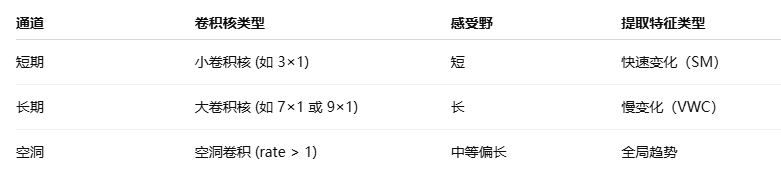 通道 卷积核类型 感受野 提取特征类型
短期 小卷积核 (如 3×1) 短 快速变化（SM）
长期 大卷积核 (如 7×1 或 9×1) 长 慢变化（VWC）
空洞 空洞卷积 (rate > 1) 中等偏长 全局趋势